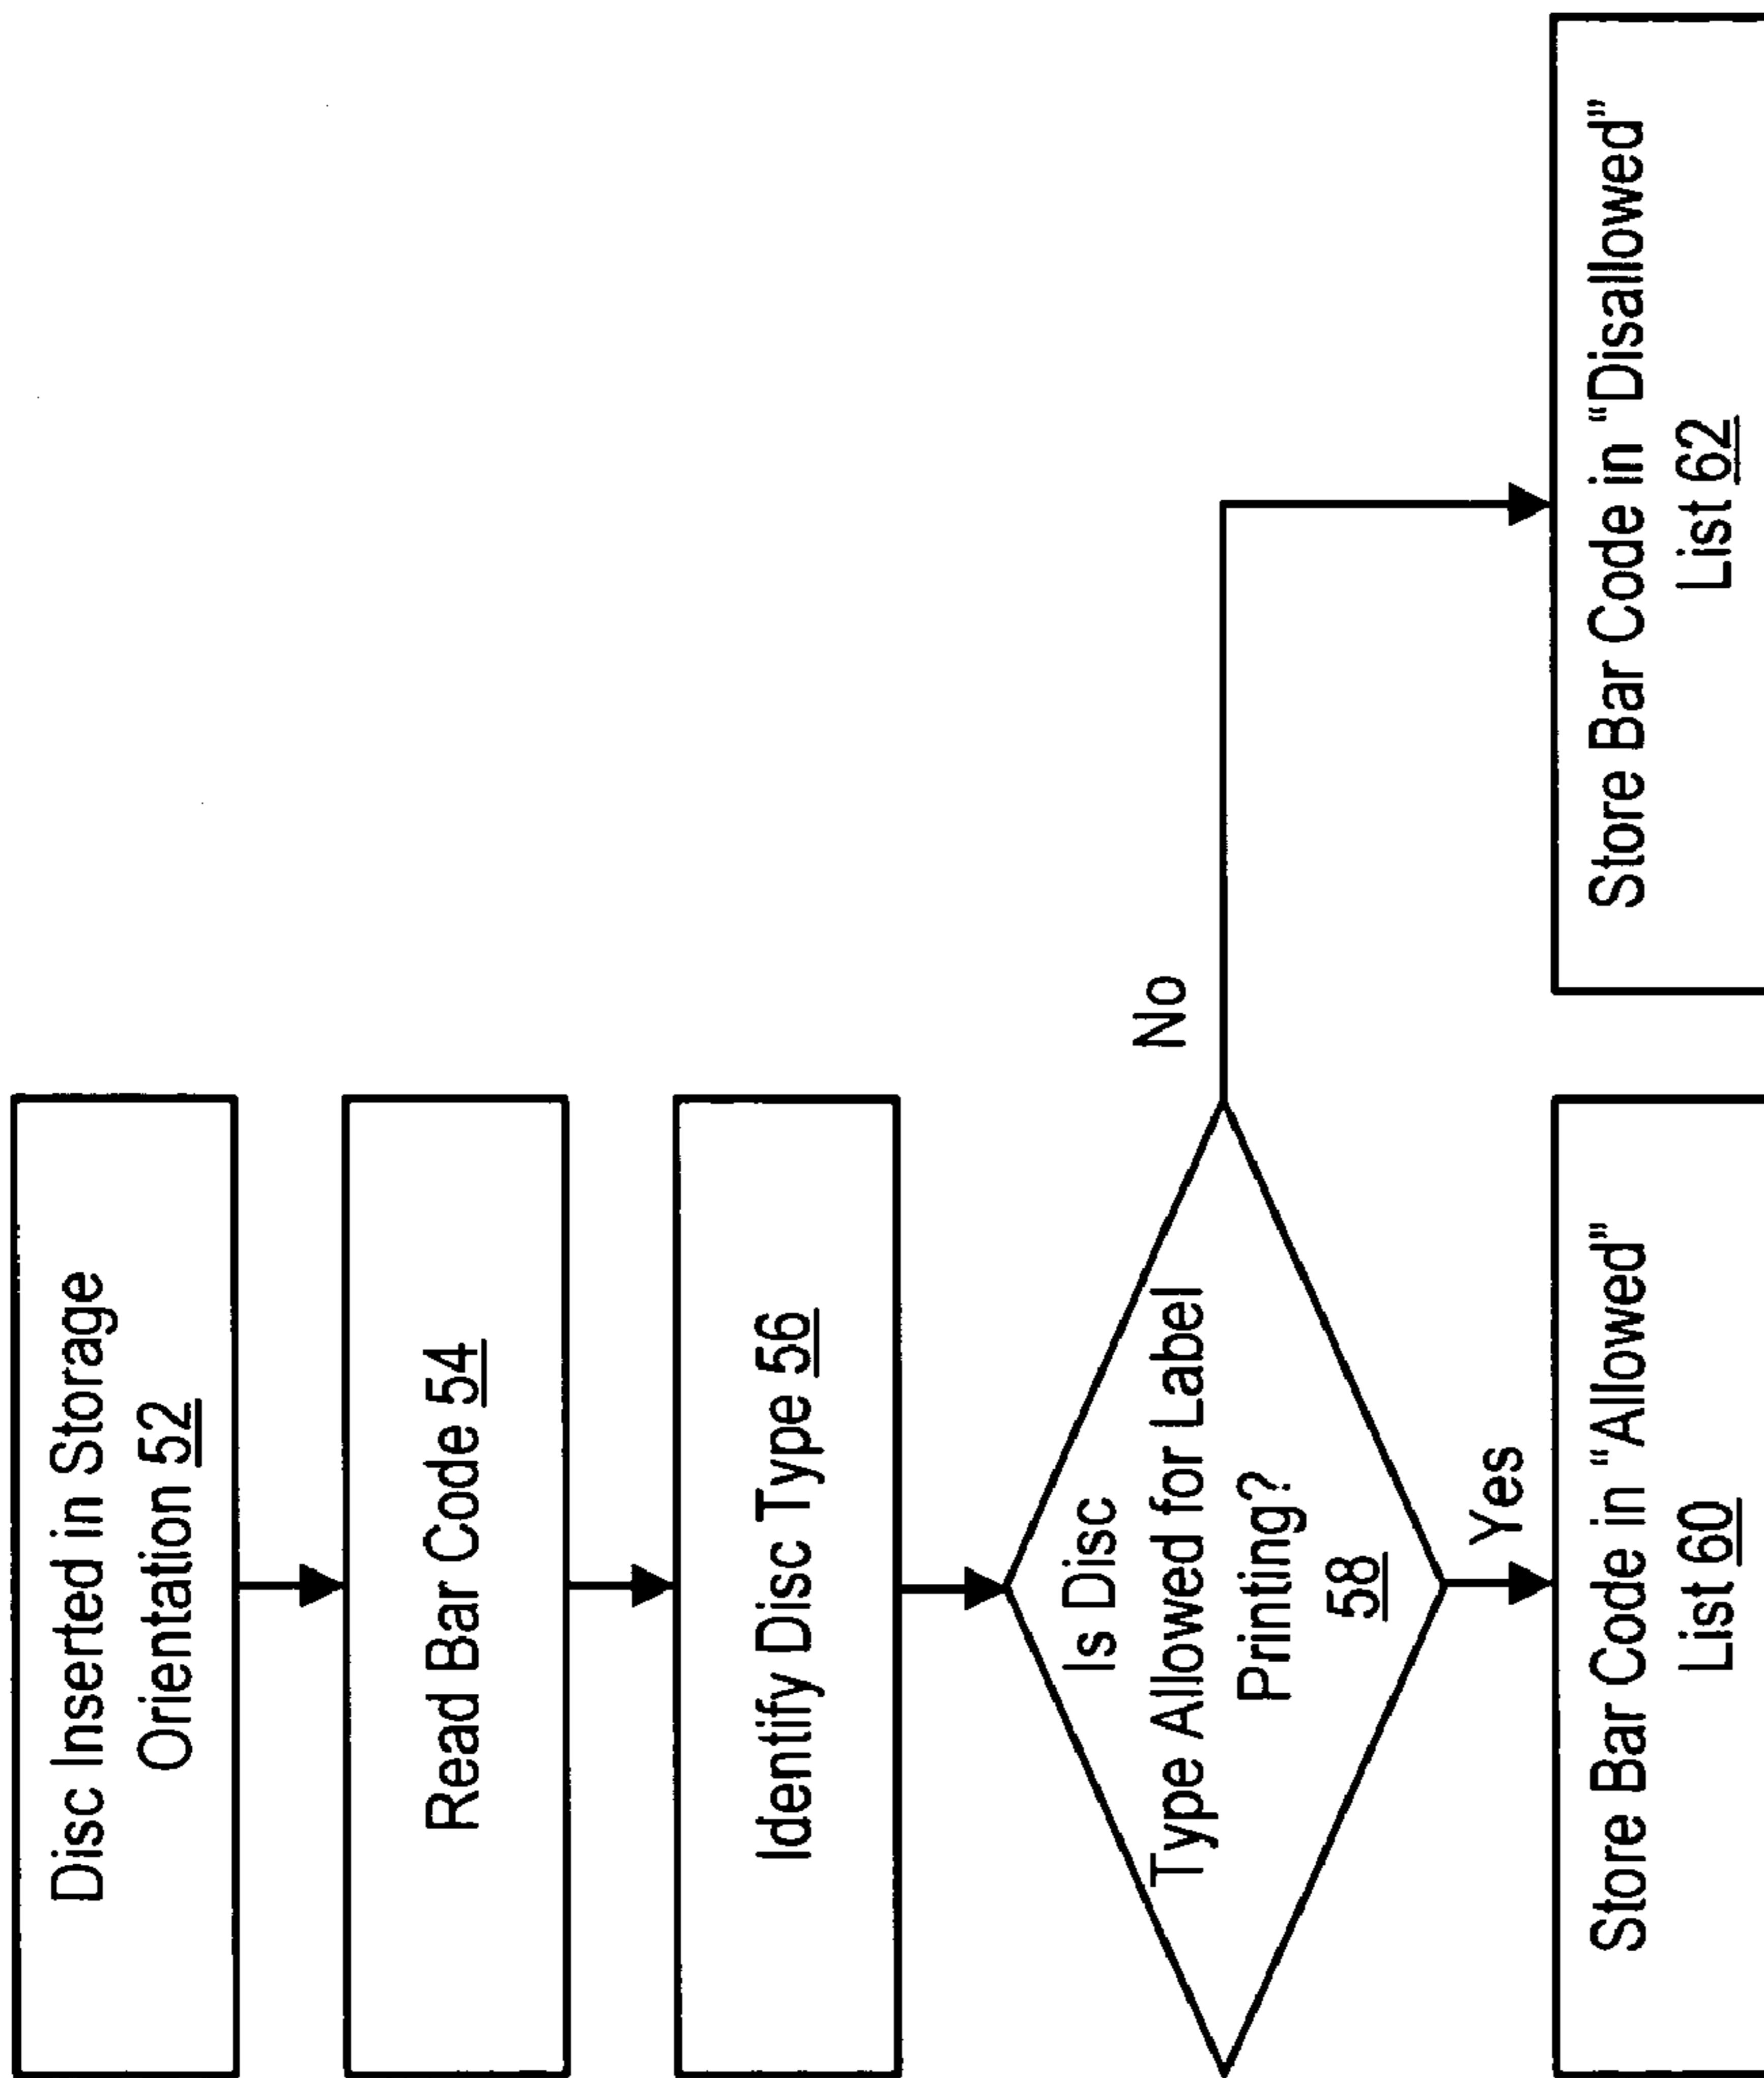 Disc Inserted in Storage
Orientation 52
Read Bar Code 54
Identify Disc Type 56
Is Disc
Type Allowed for Label
Printing?
58
No
Yes
Store Bar Code in “Allowed”
List 60
Store Bar Code in “Disallowed”
List 62